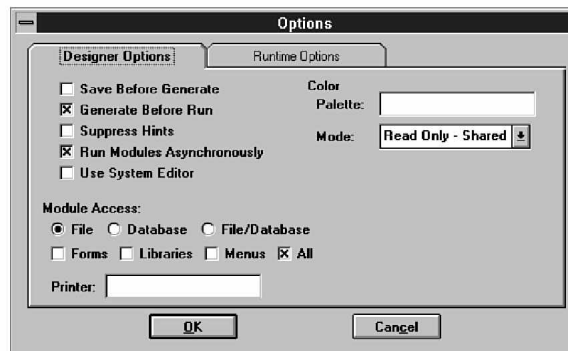 Options
Designer Options
Runtime Options
Save Before Generate
Generate Before Run
Suppress Hints
Run Modules Asynchronously
Use System Editor
Color
Palette:
Mode: Read Only - Shared
Module Access:
File Database File/Database
Forms Libraries Menus All
Printer:
OK Cancel